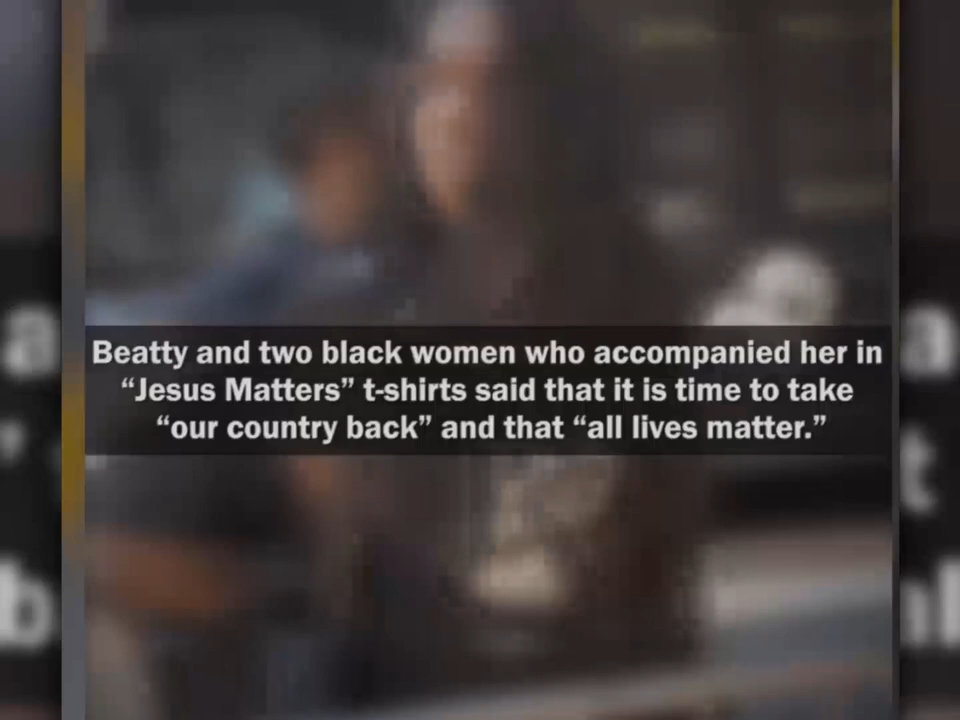 Beatty and two black women who accompanied her in
“Jesus Matters” t-shirts said that it is time to take
“our country back” and that “all lives matter.”